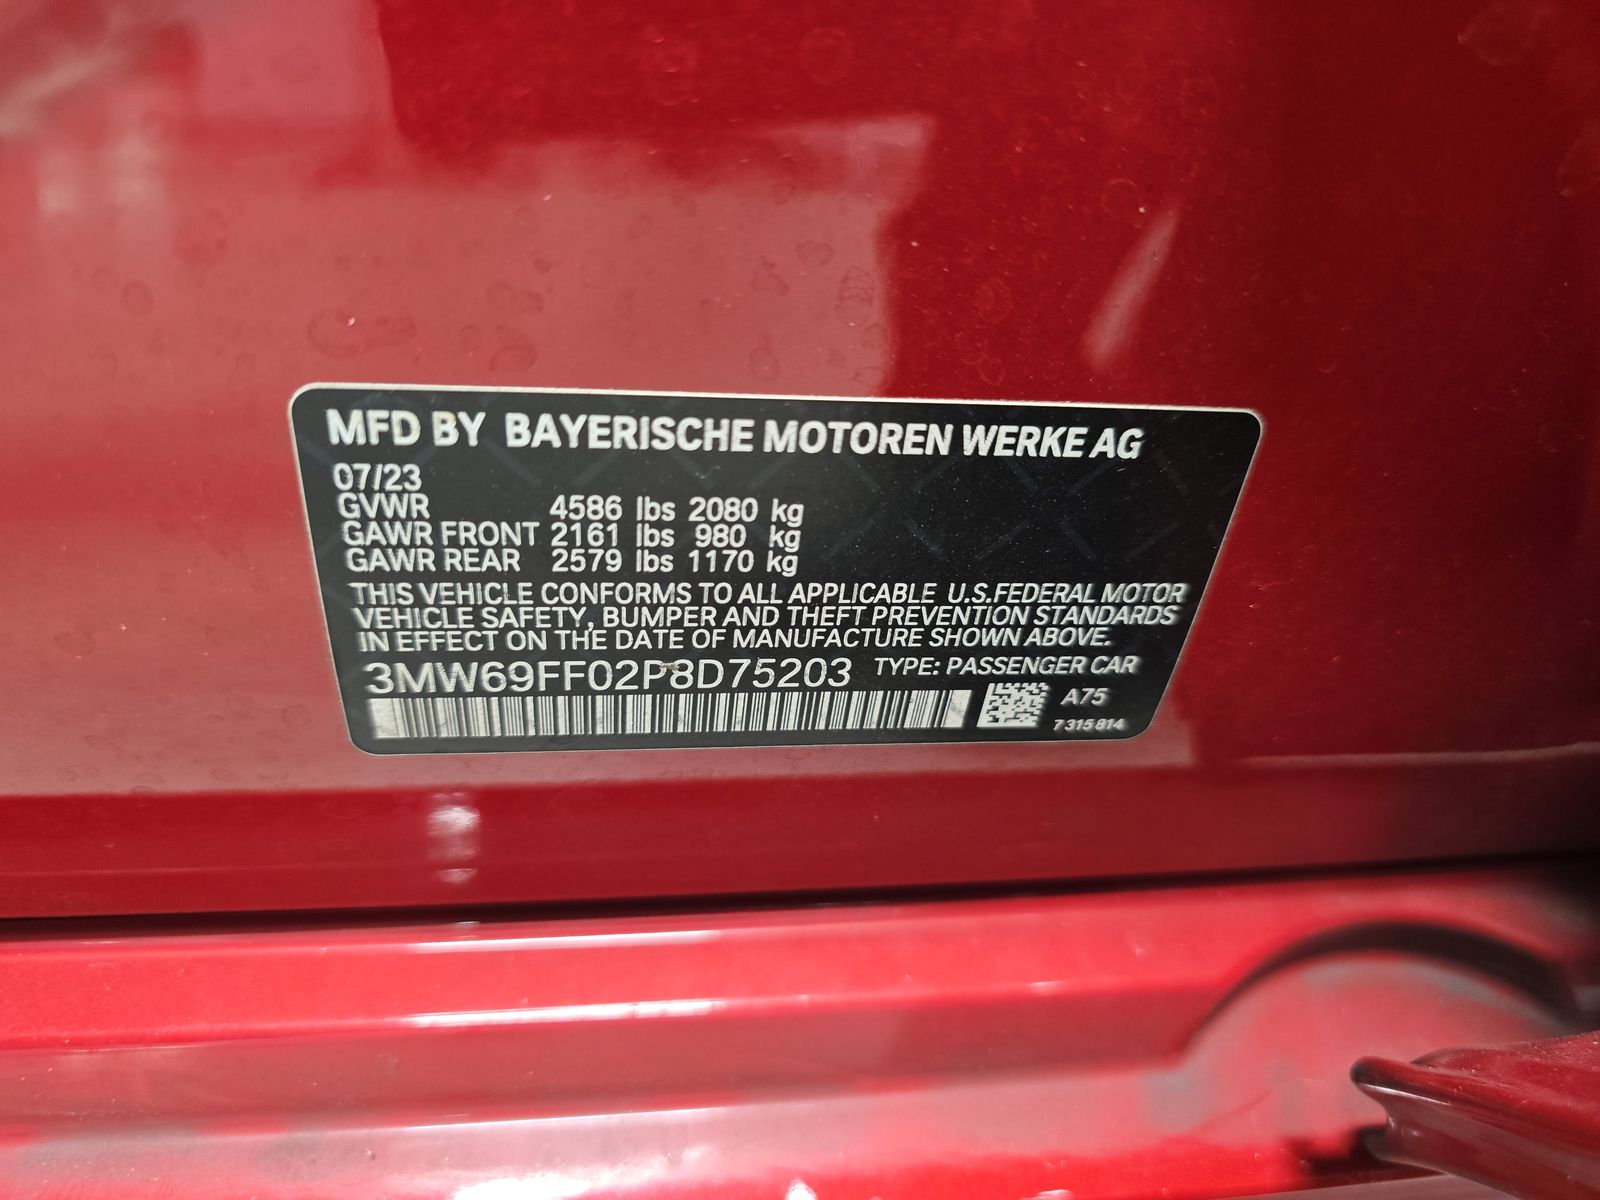 MFD BY BAYERISCHE MOTOREN WERKE AG
07/23
GVWR 4586 lbs 2080 kg
GAWR FRONT 2161 lbs 980 kg
GAWR REAR 2579 lbs 1170 kg
THIS VEHICLE CONFORMS TO ALL APPLICABLE U.S.FEDERAL MOTOR
VEHICLE SAFETY, BUMPER AND THEFT PREVENTION STANDARDS
IN EFFECT ON THE DATE OF MANUFACTURE SHOWN ABOVE.
3MW69FF02P8D75203 TYPE: PASSENGER CAR
A75
7 315 814